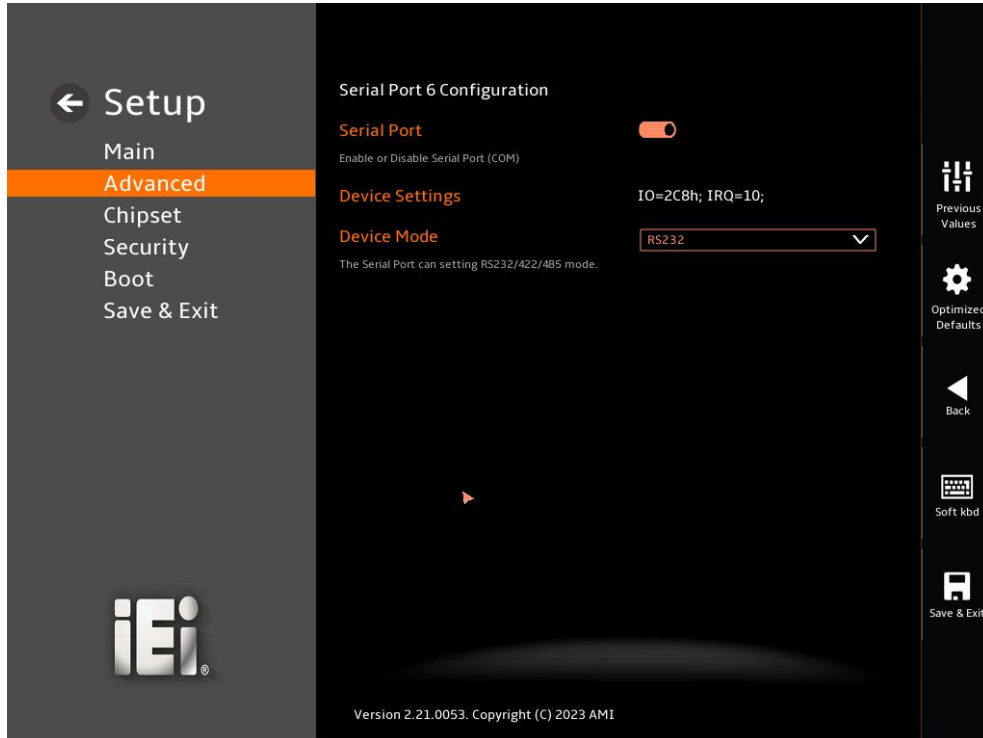 Setup
Main
Advanced
Chipset
Security
Boot
Save & Exit
iEi®
Serial Port 6 Configuration
Serial Port
Enable or Disable Serial Port (COM)
Device Settings IO=2C8h; IRQ=10;
Device Mode RS232
The Serial Port can setting RS232/422/485 mode.
Version 2.21.0053. Copyright (C) 2023 AMI
Previous
Values
Optimized
Defaults
Back
Soft kbd
Save & Exit